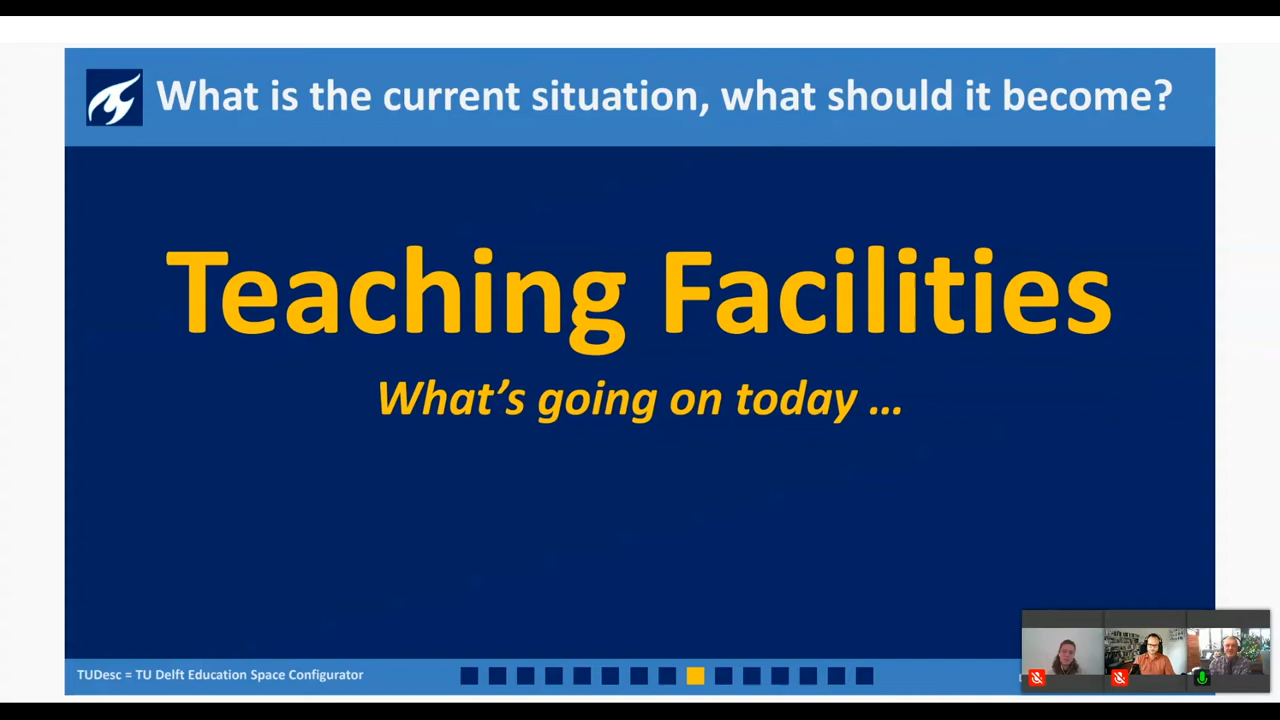 What is the current situation, what should it become?
Teaching Facilities
What's going on today ...
TUDesc = TU Delft Education Space Configurator